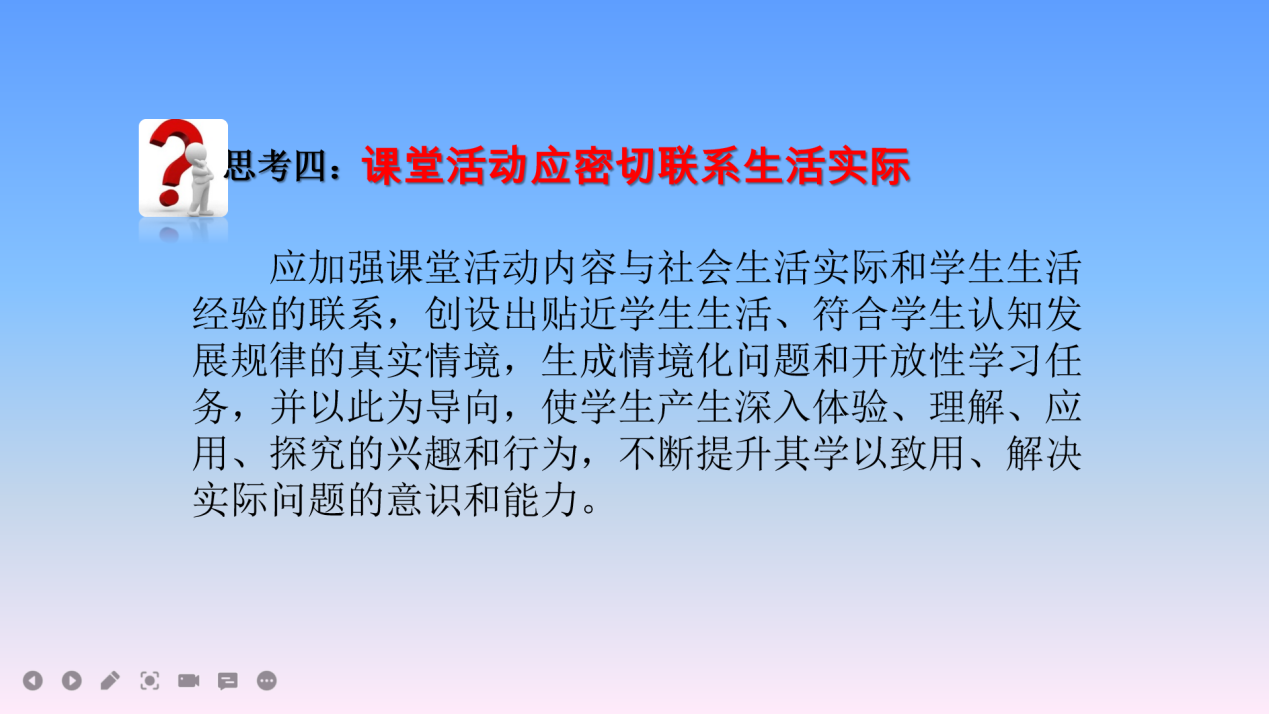 思考四：课堂活动应密切联系生活实际
应加强课堂活动内容与社会生活实际和学生生活
经验的联系，创设出贴近学生生活、符合学生认知发
展规律的真实情境，生成情境化问题和开放性学习任
务，并以此为导向，使学生产生深入体验、理解、应
用、探究的兴趣和行为，不断提升其学以致用、解决
实际问题的意识和能力。